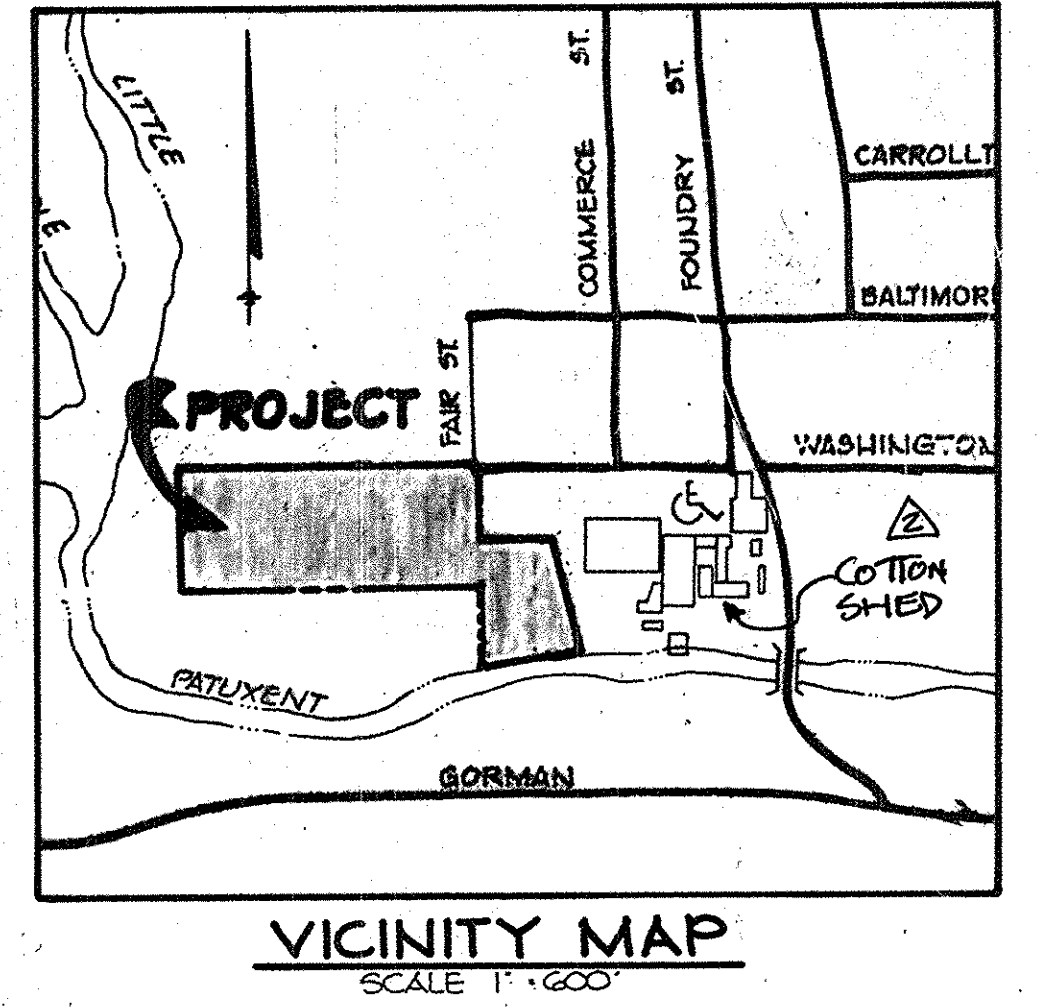 LITTLE
COMMERCE ST.
FOUNDRY ST.
CARROLLT
BALTIMOR
FAIR ST.
PROJECT
WASHINGTON
2
COTTON
SHED
PATUXENT
GORMAN
VICINITY MAP
SCALE 1" = 600'